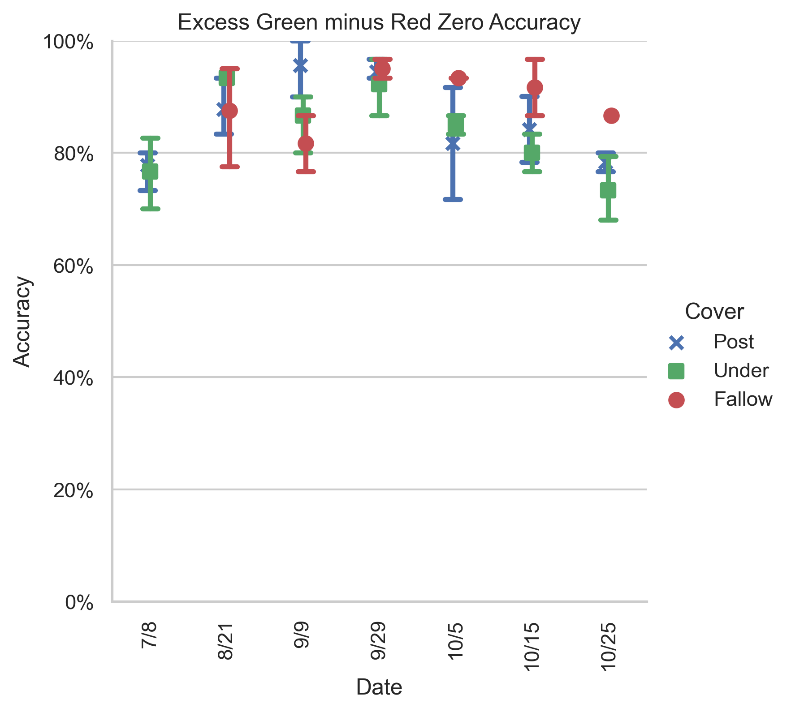 Excess Green minus Red Zero Accuracy
100%
80%
60%
40%
20%
0%
Accuracy
7/8
8/21
9/9
9/29
10/5
10/15
10/25
Date
Cover
Post
Under
Fallow